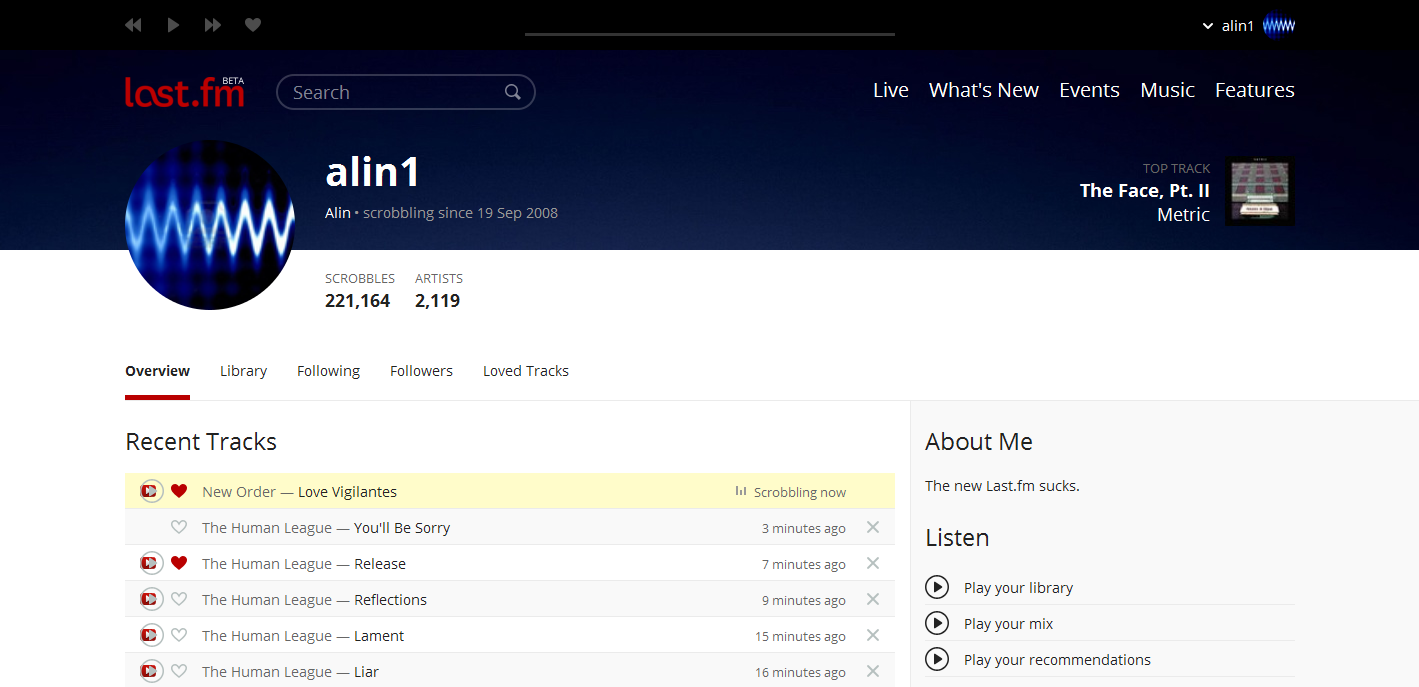 alin1
last.fm BETA
Search
Live What's New Events Music Features
alin1
Alin • scrobbling since 19 Sep 2008
TOP TRACK
The Face, Pt. II
Metric
SCROBBLES ARTISTS
221,164 2,119
Overview Library Following Followers Loved Tracks
Recent Tracks
New Order — Love Vigilantes Scrobbling now
The Human League — You'll Be Sorry 3 minutes ago
The Human League — Release 7 minutes ago
The Human League — Reflections 9 minutes ago
The Human League — Lament 15 minutes ago
The Human League — Liar 16 minutes ago
About Me
The new Last.fm sucks.
Listen
Play your library
Play your mix
Play your recommendations